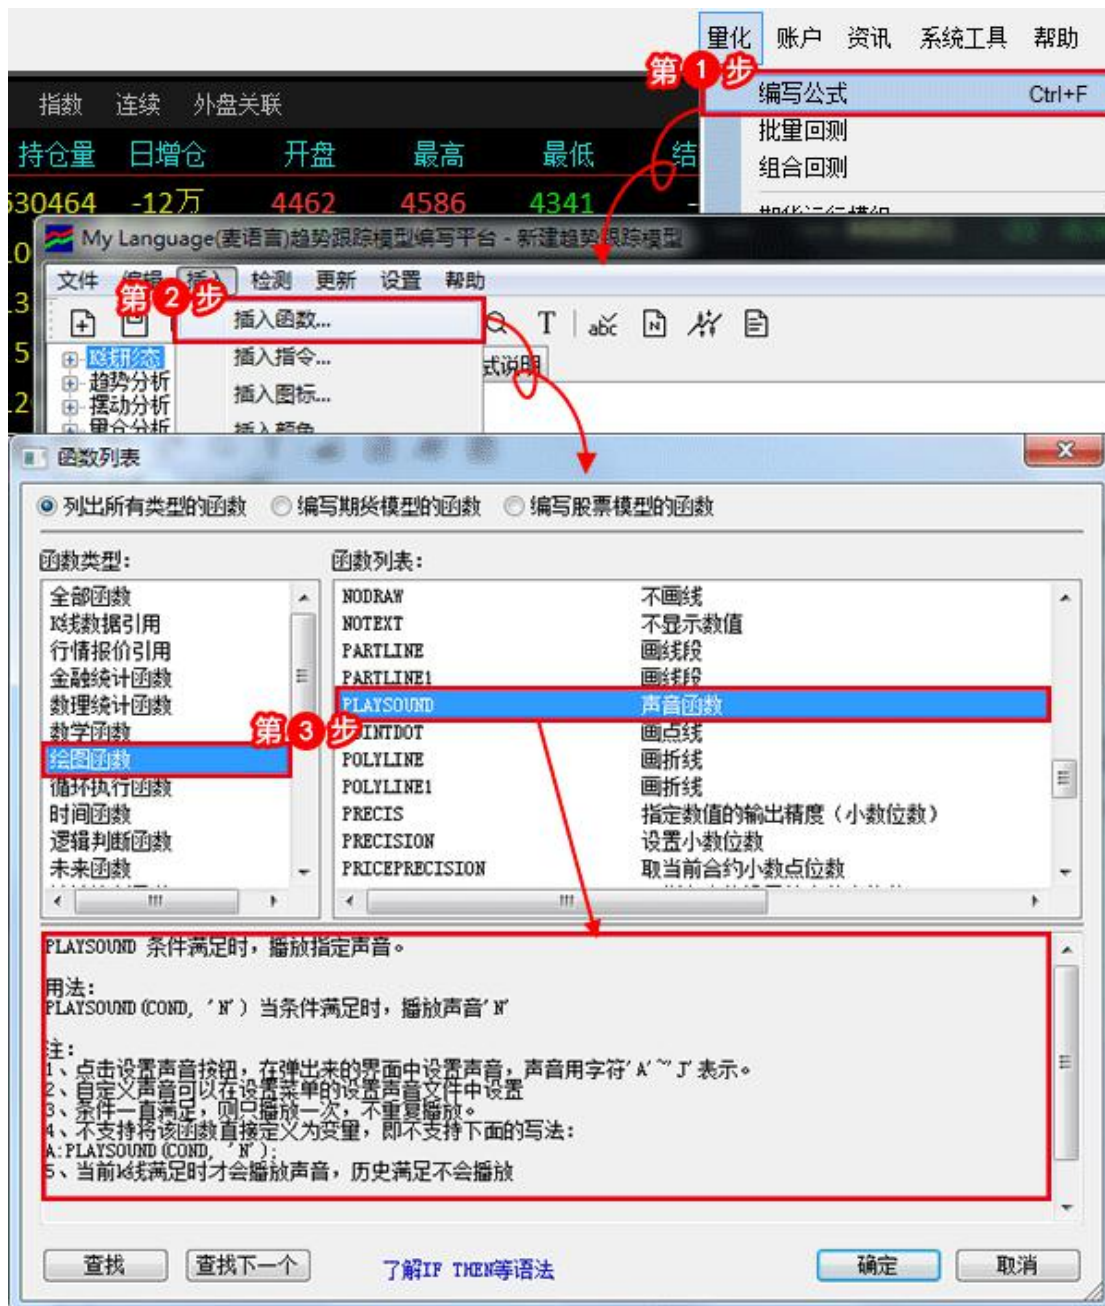 量化 账户 资讯 系统工具 帮助
第1步
编写公式 Ctrl+F
批量回测
组合回测
指数 连续 外盘关联
持仓量 日增仓 开盘 最高 最低 结
530464 -12万 4462 4586 4341 -
My Language(麦语言)趋势跟踪模型编写平台 - 新建趋势跟踪模型
文件 编辑 插入 检测 更新 设置 帮助
第2步
插入函数...
插入指令...
插入图标...
插入颜色
式说明
K线形态
趋势分析
摆动分析
量仓分析
函数列表
列出所有类型的函数 编写期货模型的函数 编写股票模型的函数
函数类型: 函数列表:
全部函数 NODRAW 不画线
K线数据引用 NOTEXT 不显示数值
行情报价引用 PARTLINE 画线段
金融统计函数 PARTLINE1 画线段
数理统计函数 PLAYSOUND 声音函数
数学函数 第3步 INTDOT 画点线
绘图函数 POLYLINE 画折线
循环执行函数 POLYLINE1 画折线
时间函数 PRECIS 指定数值的输出精度（小数位数）
逻辑判断函数 PRECISION 设置小数位数
未来函数 PRICEPRECISION 取当前合约小数点位数
PLAYSOUND 条件满足时，播放指定声音。
用法:
PLAYSOUND(COND, 'N') 当条件满足时，播放声音'N'
注:
1、点击设置声音按钮，在弹出来的界面中设置声音，声音用字符'A'~'J'表示。
2、自定义声音可以在设置菜单的设置声音文件中设置
3、条件一直满足，则只播放一次，不重复播放。
4、不支持将该函数直接定义为变量，即不支持下面的写法:
A:PLAYSOUND(COND, 'N');
5、当前k线满足时才会播放声音，历史满足不会播放
查找 查找下一个 了解IF THEN等语法 确定 取消